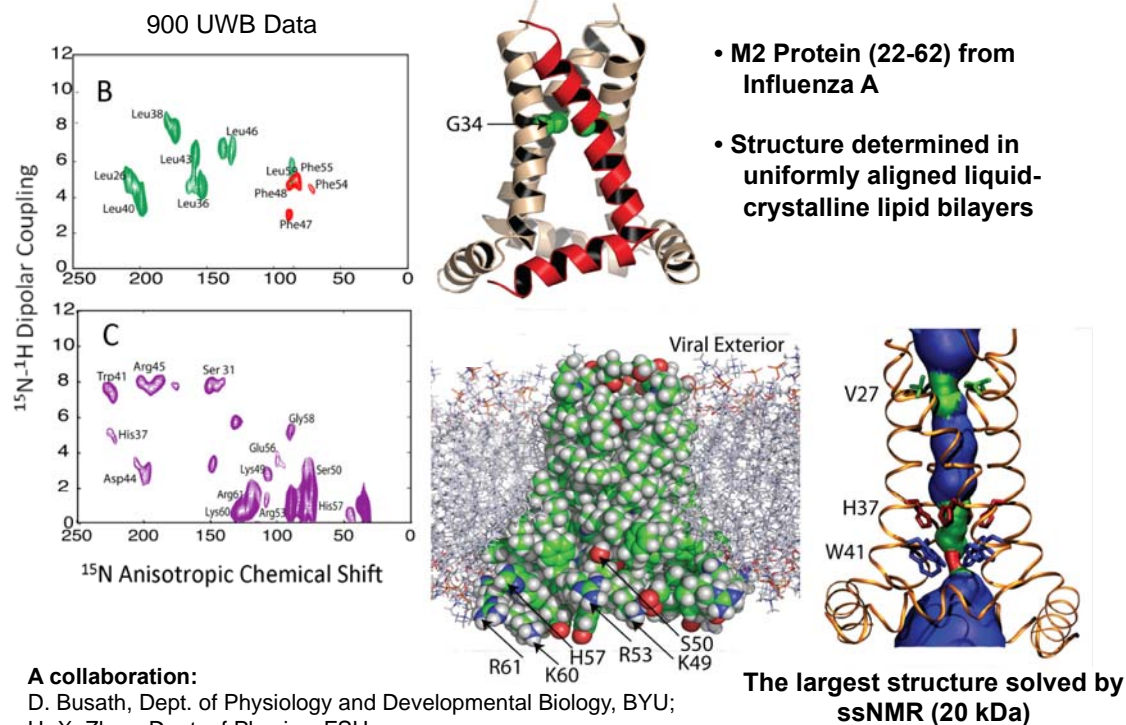 900 UWB Data
15N-1H Dipolar Coupling
12
10
8
6
4
2
0
B
Leu38
Leu46
Leu43
Leu26
Leu40
Leu36
Leu59
Phe55
Phe48
Phe54
Phe47
250 200 150 100 50 0
12
10
8
6
4
2
0
C
Trp41
Arg45
Ser 31
His37
Asp44
Gly58
Glu56
Lys49
Ser50
Arg61
Lys60
Arg53
His57
250 200 150 100 50 0
15N Anisotropic Chemical Shift
G34
• M2 Protein (22-62) from
Influenza A
• Structure determined in
uniformly aligned liquid-
crystalline lipid bilayers
Viral Exterior
R61
K60
H57
R53
S50
K49
V27
H37
W41
The largest structure solved by
ssNMR (20 kDa)
A collaboration:
D. Busath, Dept. of Physiology and Developmental Biology, BYU;